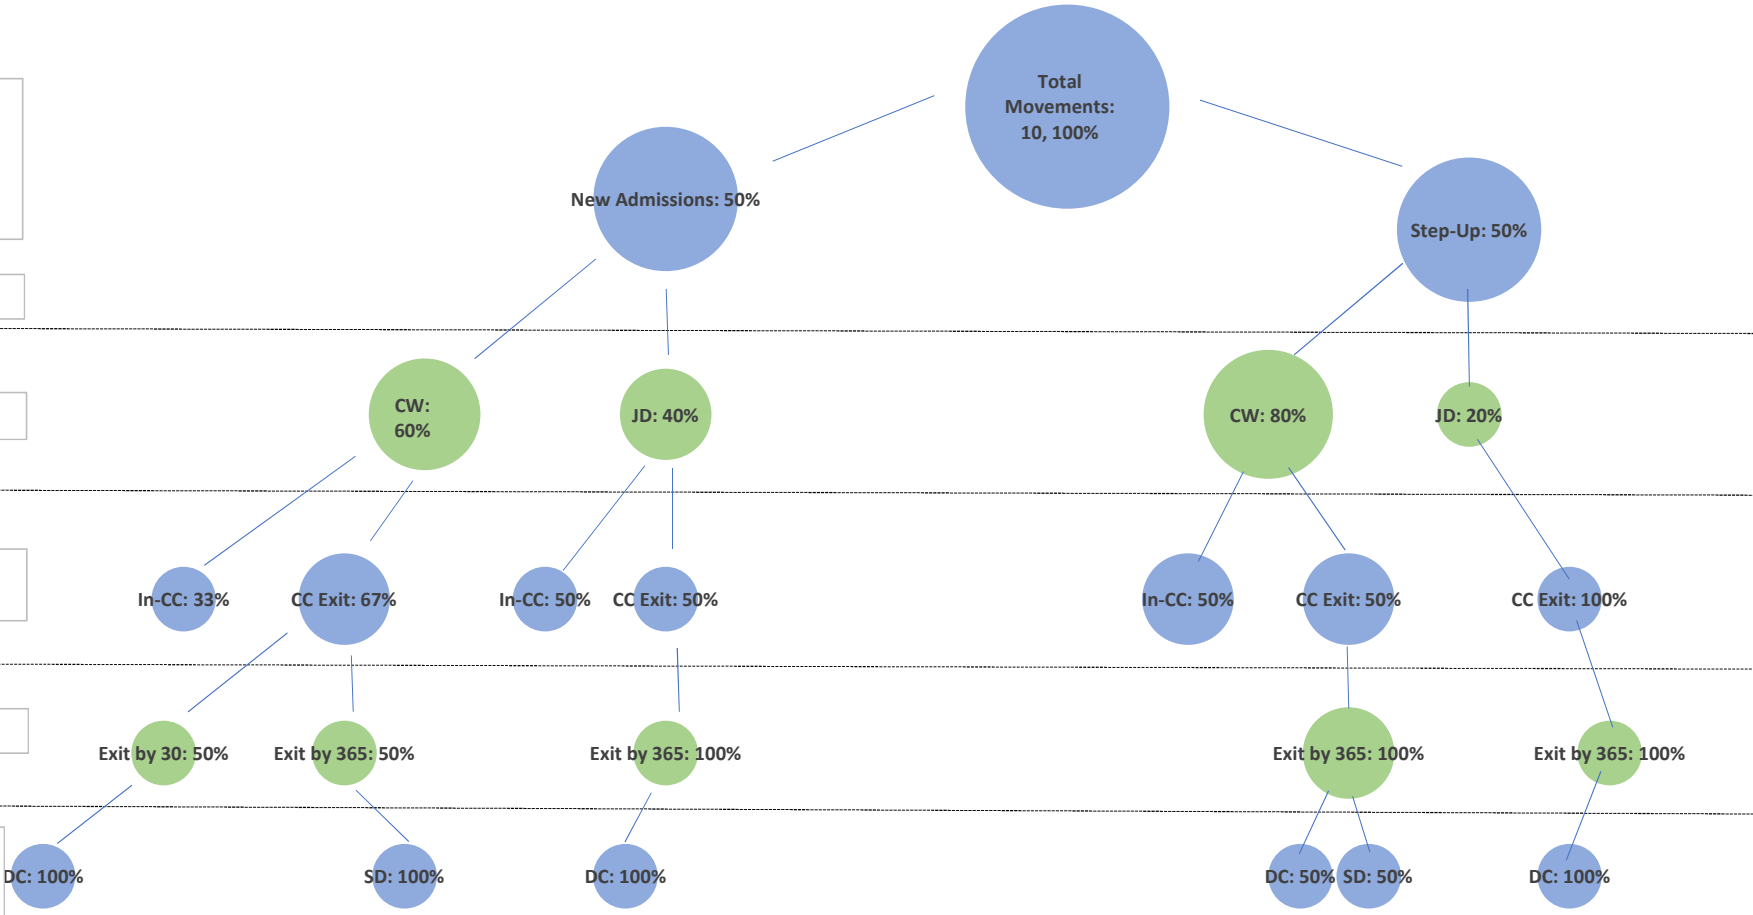 Total
Movements:
10, 100%
New Admissions: 50%
Step-Up: 50%
CW:
60%
JD: 40%
CW: 80%
JD: 20%
In-CC: 33%
CC Exit: 67%
In-CC: 50%
CC Exit: 50%
In-CC: 50%
CC Exit: 50%
CC Exit: 100%
Exit by 30: 50%
Exit by 365: 50%
Exit by 365: 100%
Exit by 365: 100%
Exit by 365: 100%
DC: 100%
SD: 100%
DC: 100%
DC: 50%
SD: 50%
DC: 100%